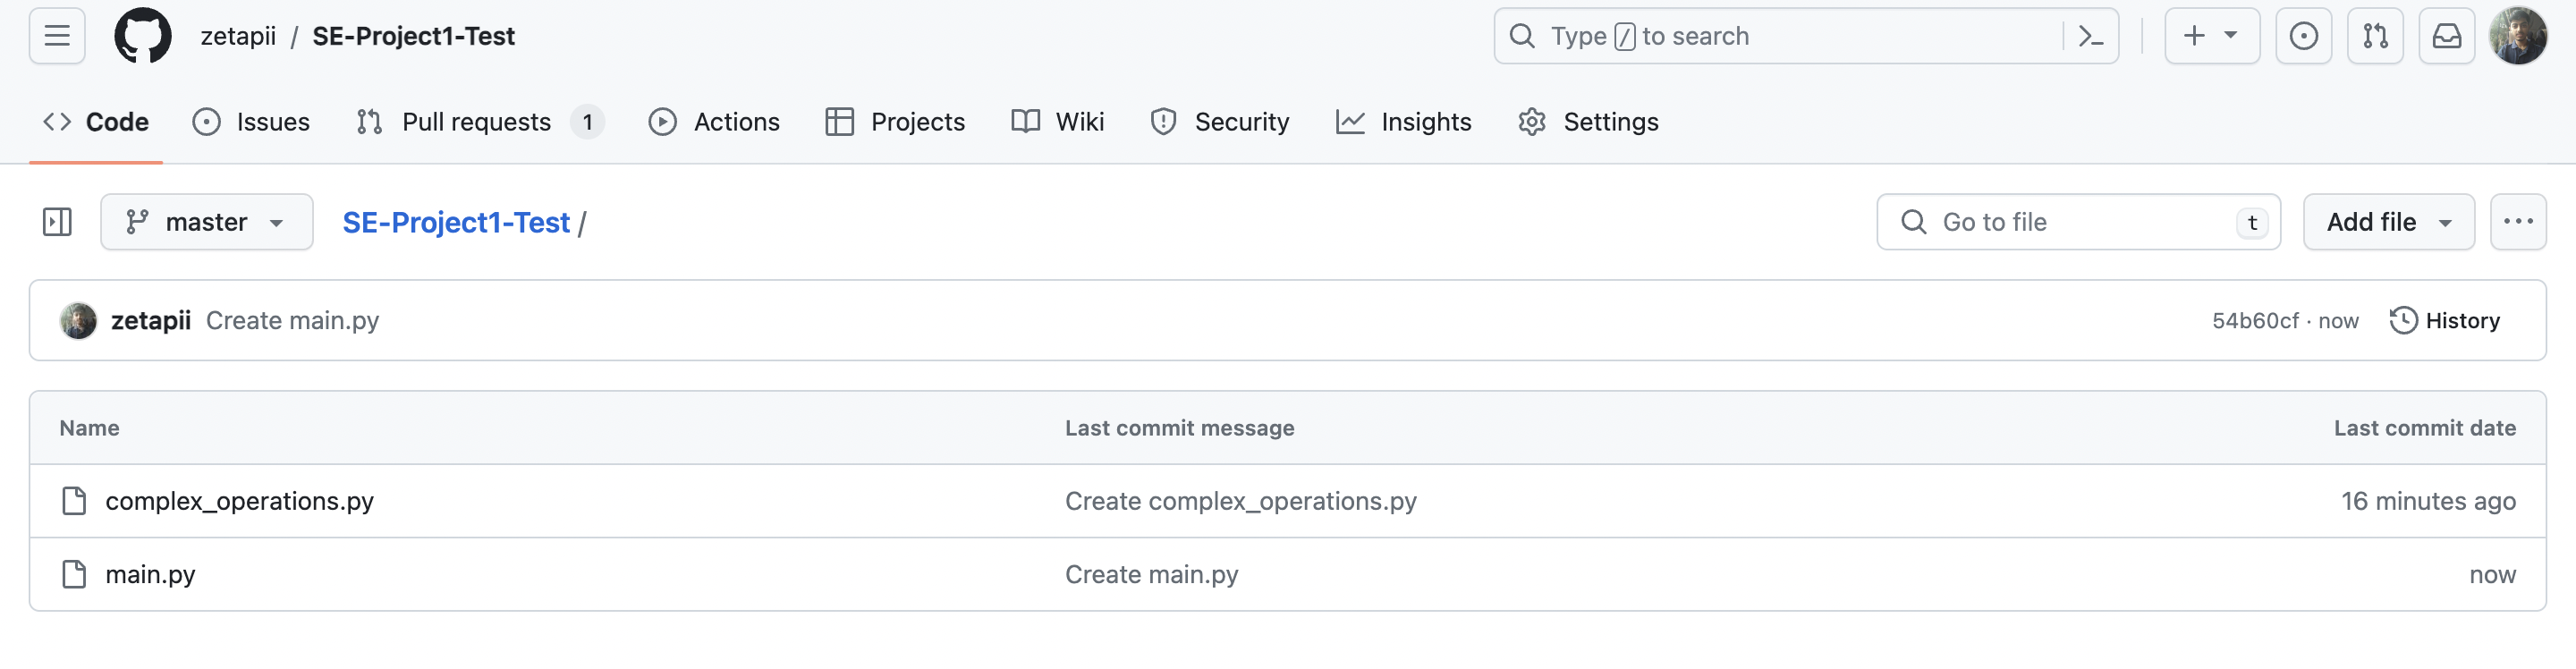 zetapii / SE-Project1-Test Type / to search
Code Issues Pull requests 1 Actions Projects Wiki Security Insights Settings
master SE-Project1-Test / Go to file t Add file
zetapii Create main.py 54b60cf · now History
Name Last commit message Last commit date
complex_operations.py Create complex_operations.py 16 minutes ago
main.py Create main.py now